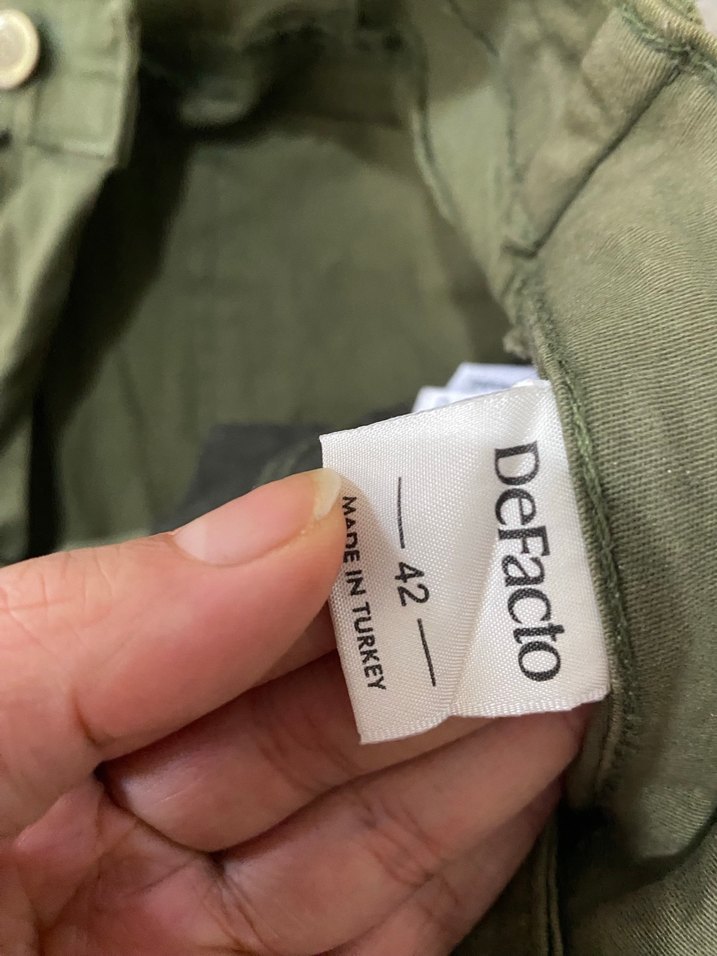 DeFacto
— 42 —
MADE IN TURKEY